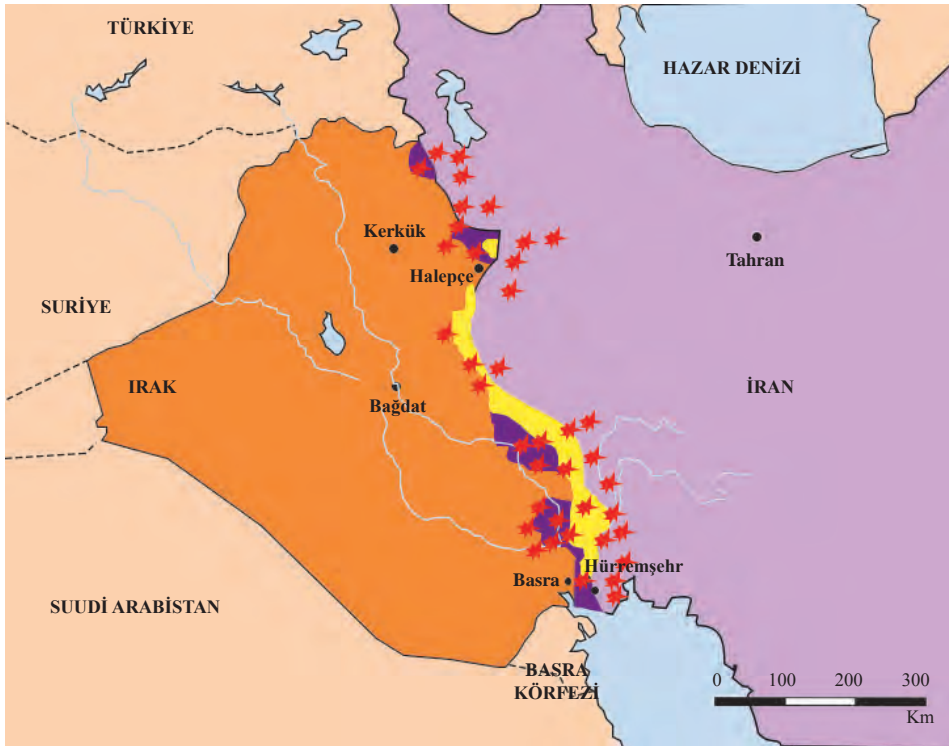 TÜRKİYE
HAZAR DENİZİ
Kerkük
Tahran
Halepçe
SURİYE
IRAK
Bağdat
İRAN
Hürremşehr
Basra
SUUDİ ARABİSTAN
BASRA
KÖRFEZİ
0 100 200 300
Km